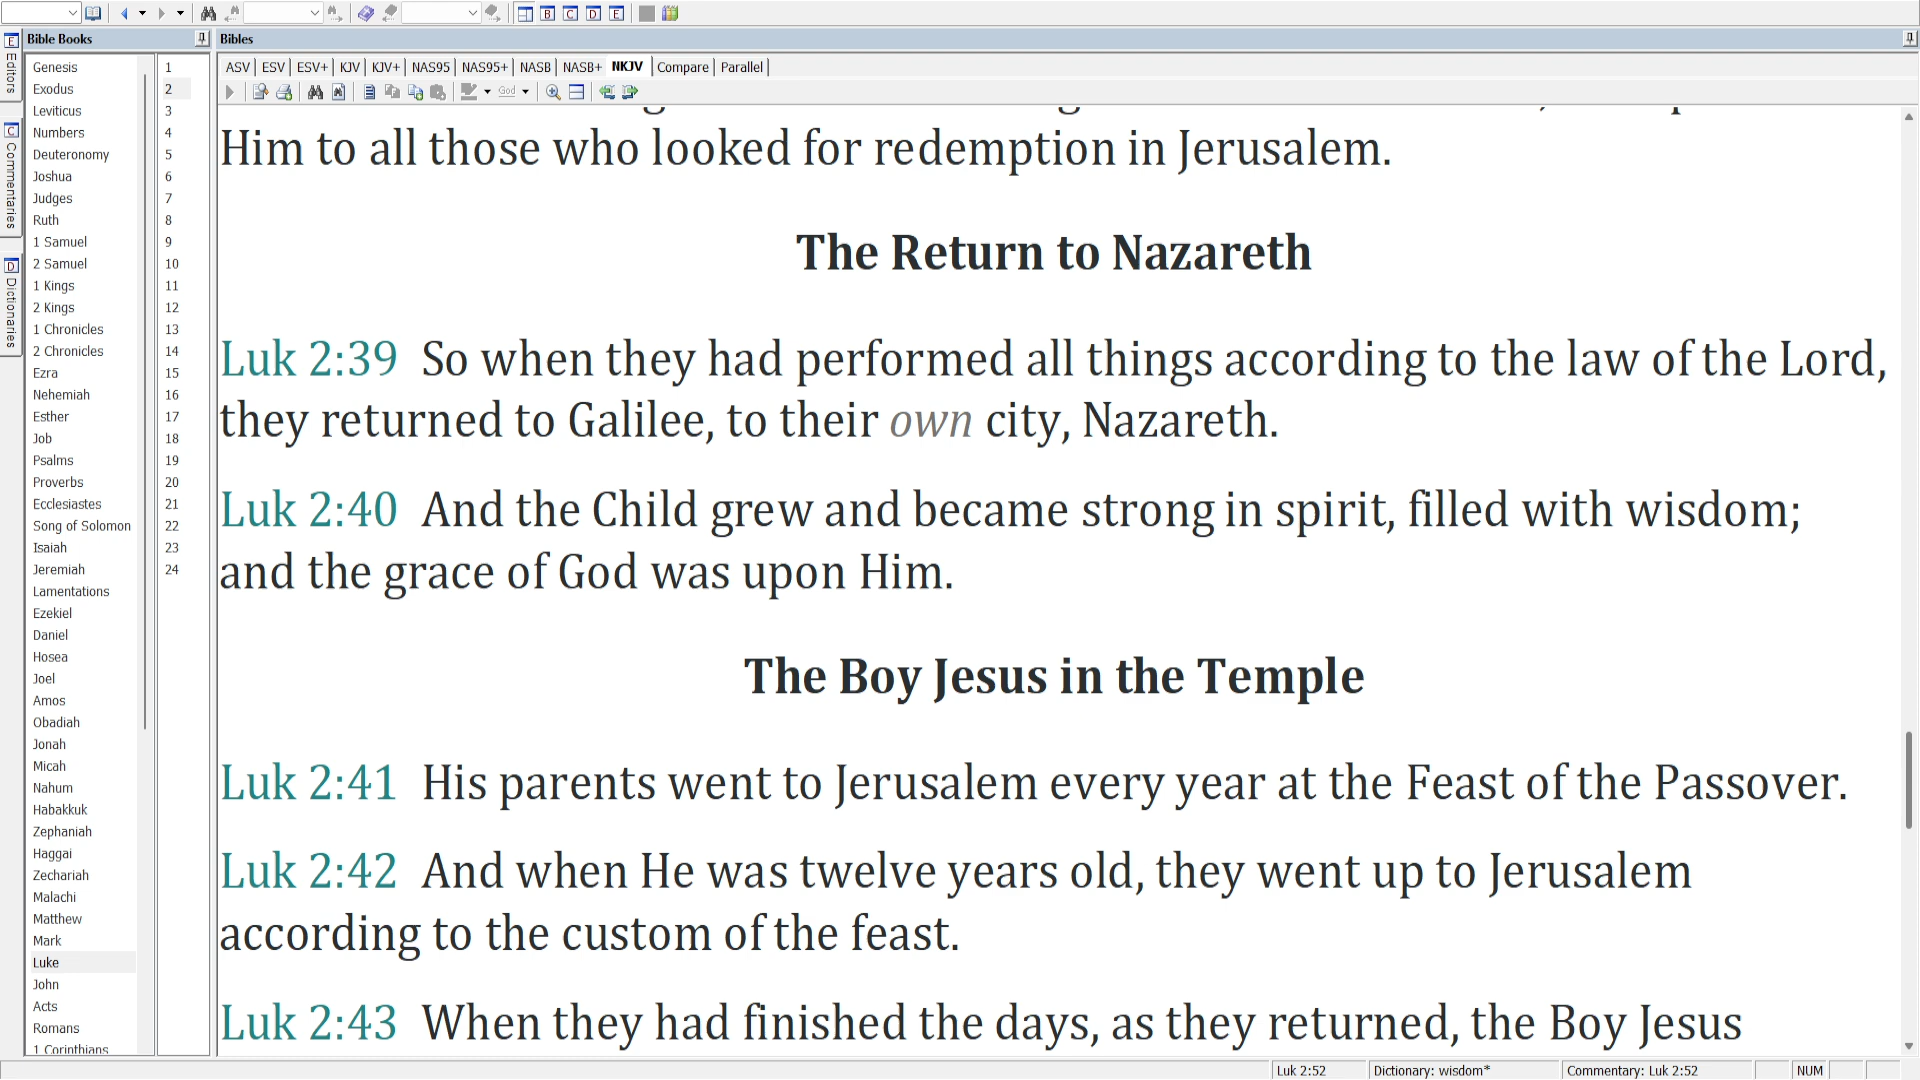 Bible Books
Bibles
Editors
Commentaries
Dictionaries
Genesis
Exodus
Leviticus
Numbers
Deuteronomy
Joshua
Judges
Ruth
1 Samuel
2 Samuel
1 Kings
2 Kings
1 Chronicles
2 Chronicles
Ezra
Nehemiah
Esther
Job
Psalms
Proverbs
Ecclesiastes
Song of Solomon
Isaiah
Jeremiah
Lamentations
Ezekiel
Daniel
Hosea
Joel
Amos
Obadiah
Jonah
Micah
Nahum
Habakkuk
Zephaniah
Haggai
Zechariah
Malachi
Matthew
Mark
Luke
John
Acts
Romans
1 Corinthians
1
2
3
4
5
6
7
8
9
10
11
12
13
14
15
16
17
18
19
20
21
22
23
24
ASV ESV ESV+ KJV KJV+ NAS95 NAS95+ NASB NASB+ NKJV Compare Parallel
God
Him to all those who looked for redemption in Jerusalem.
The Return to Nazareth
Luk 2:39 So when they had performed all things according to the law of the Lord,
they returned to Galilee, to their own city, Nazareth.
Luk 2:40 And the Child grew and became strong in spirit, filled with wisdom;
and the grace of God was upon Him.
The Boy Jesus in the Temple
Luk 2:41 His parents went to Jerusalem every year at the Feast of the Passover.
Luk 2:42 And when He was twelve years old, they went up to Jerusalem
according to the custom of the feast.
Luk 2:43 When they had finished the days, as they returned, the Boy Jesus
Luk 2:52 Dictionary: wisdom* Commentary: Luk 2:52 NUM